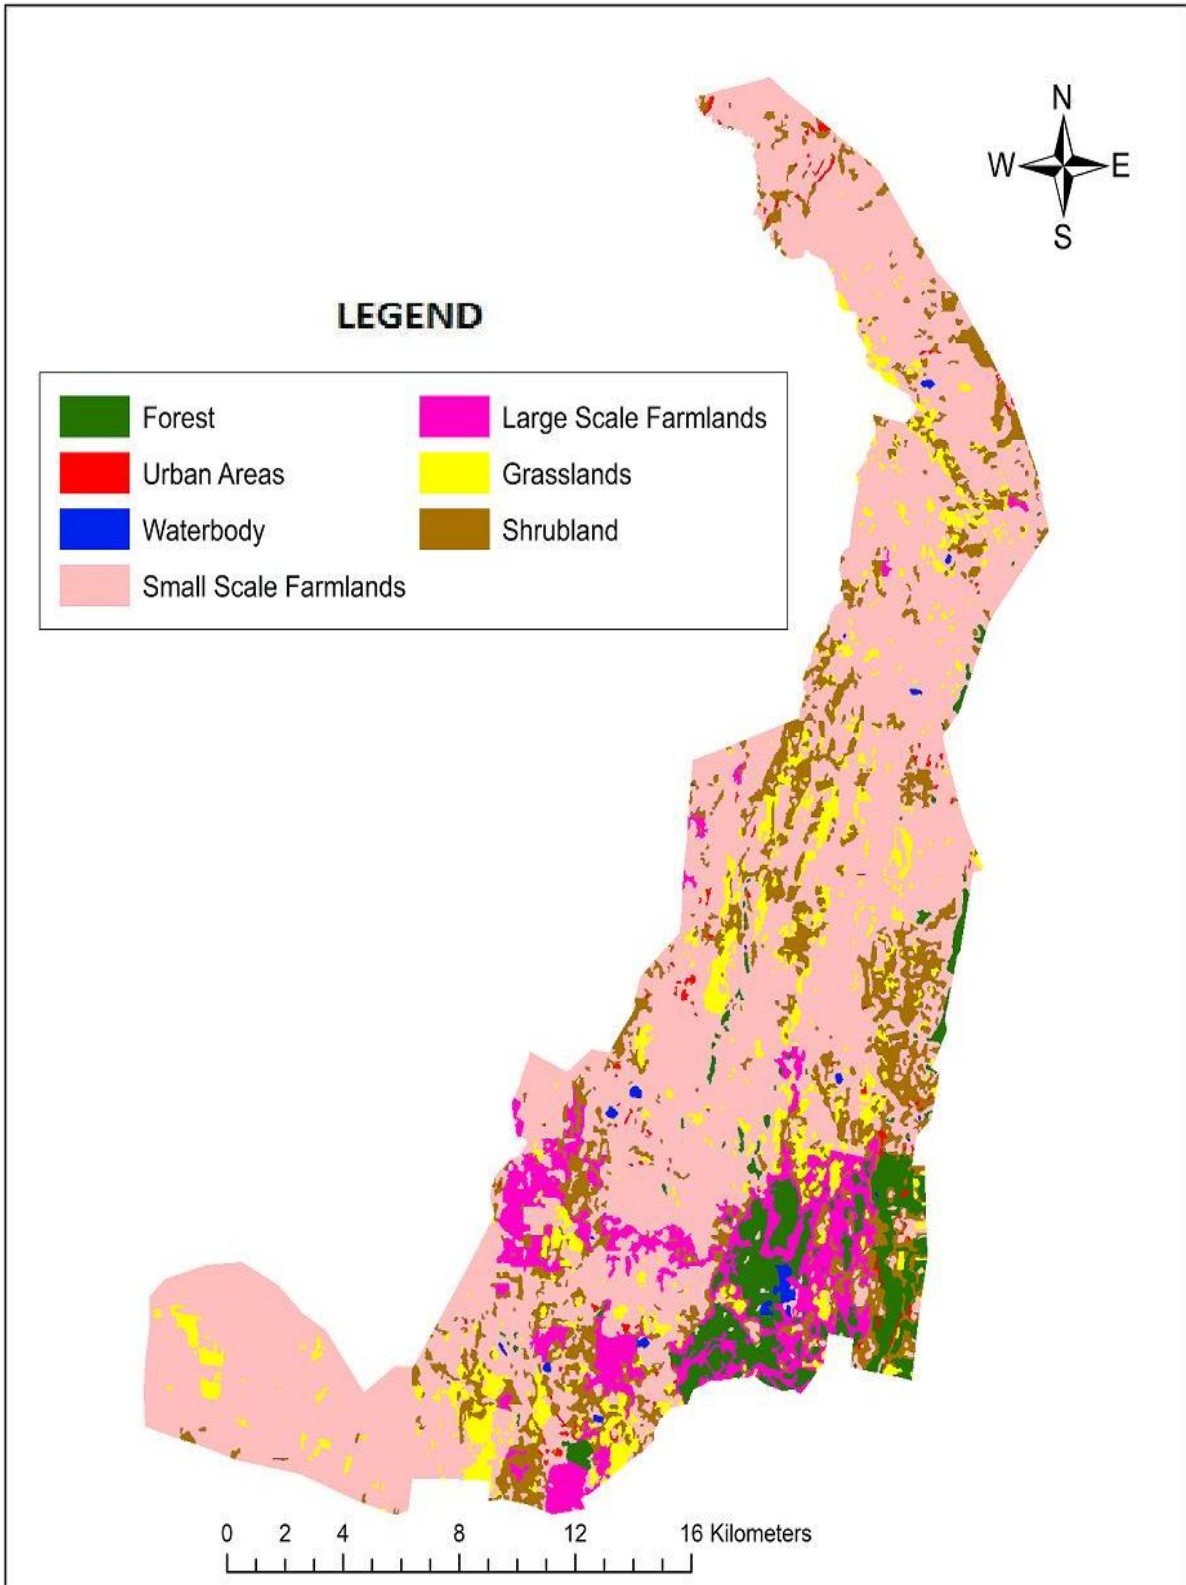 N
W E
S
LEGEND
Forest
Large Scale Farmlands
Urban Areas
Grasslands
Waterbody
Shrubland
Small Scale Farmlands
0 2 4 8 12 16 Kilometers